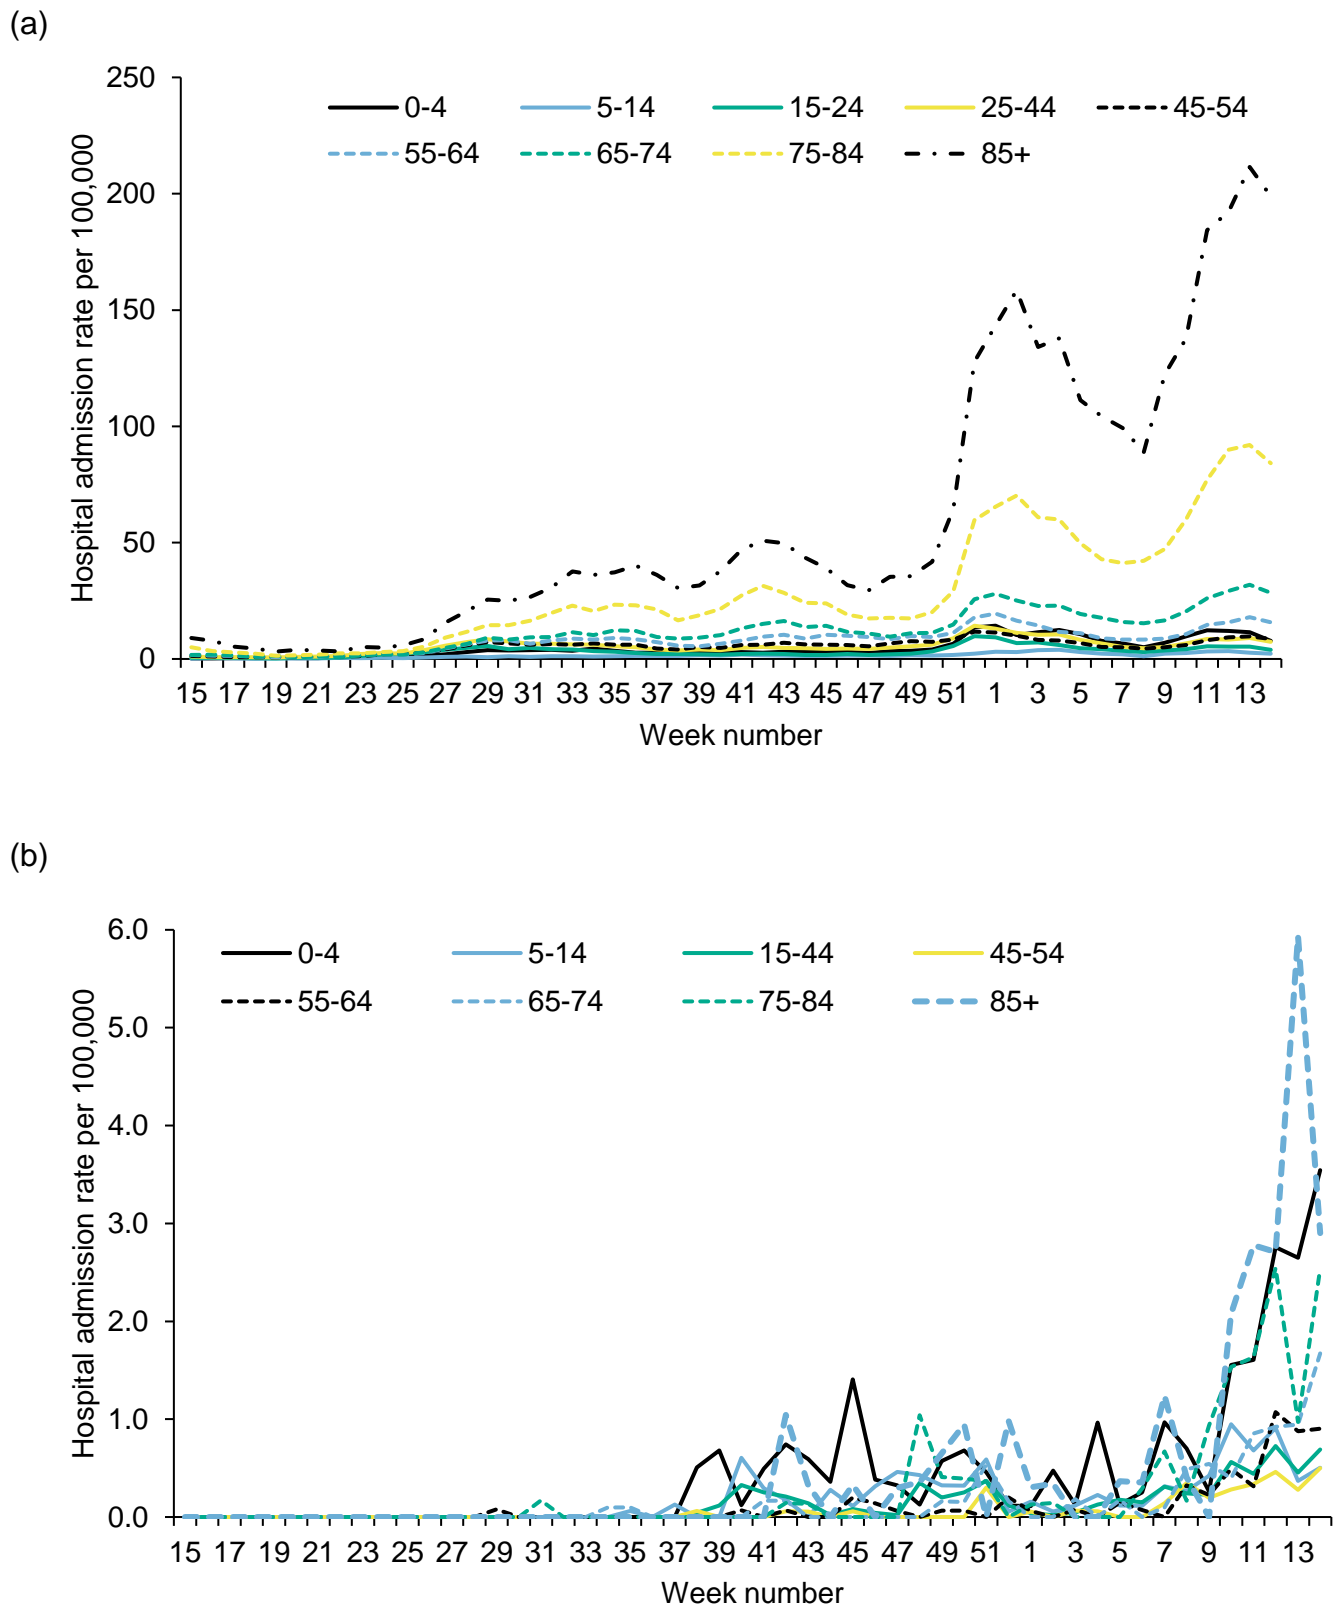 (a)
Hospital admission rate per 100,000
250
200
150
100
50
0
0-4 5-14 15-24 25-44 45-54
55-64 65-74 75-84 85+
15 17 19 21 23 25 27 29 31 33 35 37 39 41 43 45 47 49 51 1 3 5 7 9 11 13
Week number
(b)
Hospital admission rate per 100,000
6.0
5.0
4.0
3.0
2.0
1.0
0.0
0-4 5-14 15-44 45-54
55-64 65-74 75-84 85+
15 17 19 21 23 25 27 29 31 33 35 37 39 41 43 45 47 49 51 1 3 5 7 9 11 13
Week number